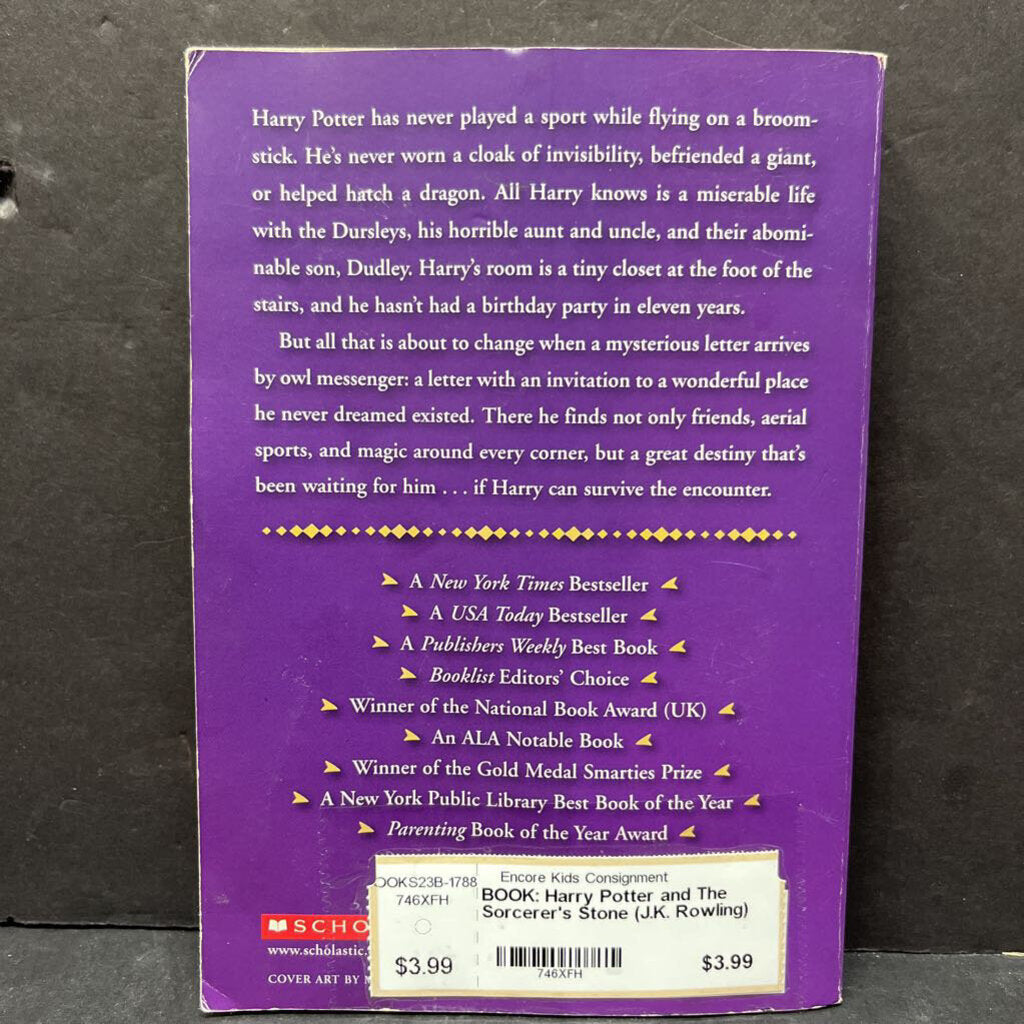 Harry Potter has never played a sport while flying on a broom-
stick. He's never worn a cloak of invisibility, befriended a giant,
or helped hatch a dragon. All Harry knows is a miserable life
with the Dursleys, his horrible aunt and uncle, and their abomi-
nable son, Dudley. Harry's room is a tiny closet at the foot of the
stairs, and he hasn't had a birthday party in eleven years.
But all that is about to change when a mysterious letter arrives
by owl messenger: a letter with an invitation to a wonderful place
he never dreamed existed. There he finds not only friends, aerial
sports, and magic around every corner, but a great destiny that's
been waiting for him . . . if Harry can survive the encounter.
A New York Times Bestseller
A USA Today Bestseller
A Publishers Weekly Best Book
Booklist Editors' Choice
Winner of the National Book Award (UK)
An ALA Notable Book
Winner of the Gold Medal Smarties Prize
A New York Public Library Best Book of the Year
Parenting Book of the Year Award
SCHO
www.scholastic.
COVER ART BY
OOKS23B-1788
746XFH
$3.99
Encore Kids Consignment
BOOK: Harry Potter and The
Sorcerer's Stone (J.K. Rowling)
746XFH
$3.99